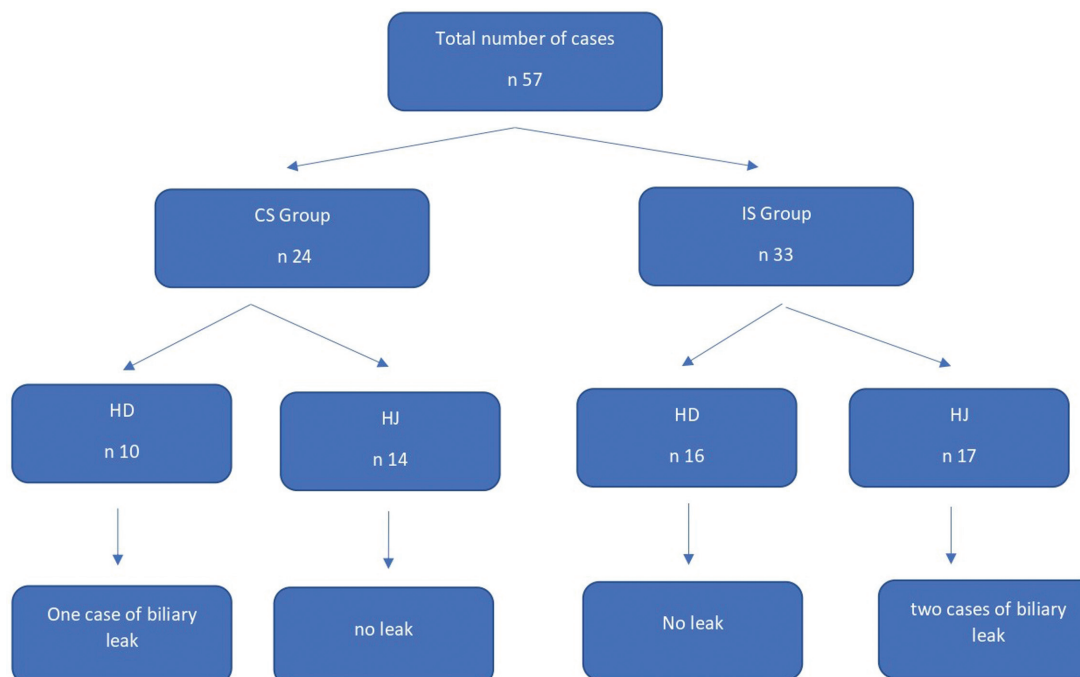 Total number of cases
n 57
CS Group
n 24
IS Group
n 33
HD
n 10
HJ
n 14
HD
n 16
HJ
n 17
One case of biliary
leak
no leak
No leak
two cases of biliary
leak